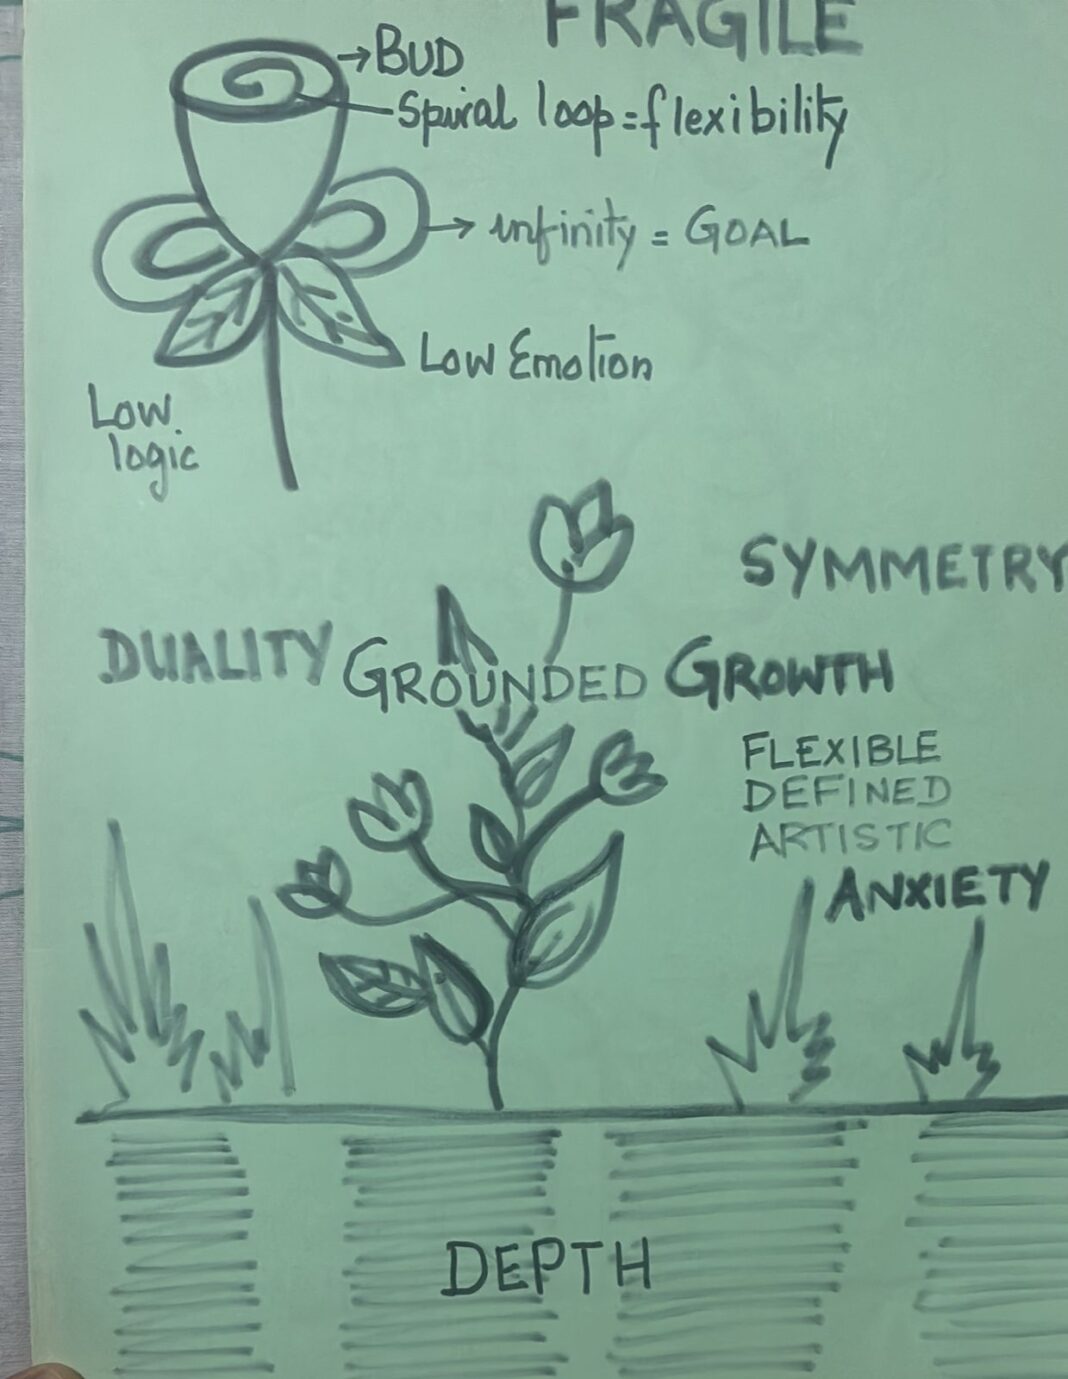 FRAGILE
BUD
Spiral loop = flexibility
infinity = GOAL
Low Emotion
Low logic
SYMMETRY
DUALITY
GROUNDED GROWTH
FLEXIBLE
DEFINED
ARTISTIC
ANXIETY
DEPTH